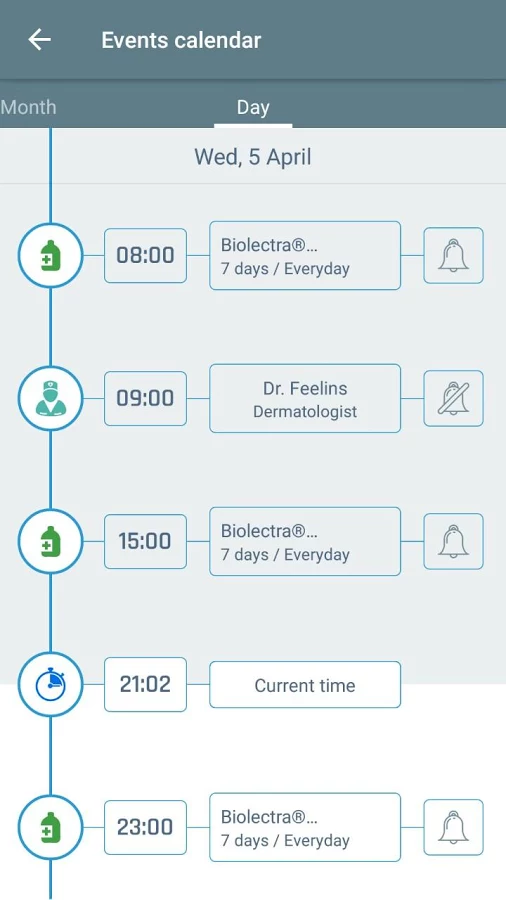 Events calendar
Month
Day
Wed, 5 April
08:00
Biolectra®...
7 days / Everyday
09:00
Dr. Feelins
Dermatologist
15:00
Biolectra®...
7 days / Everyday
21:02
Current time
23:00
Biolectra®...
7 days / Everyday